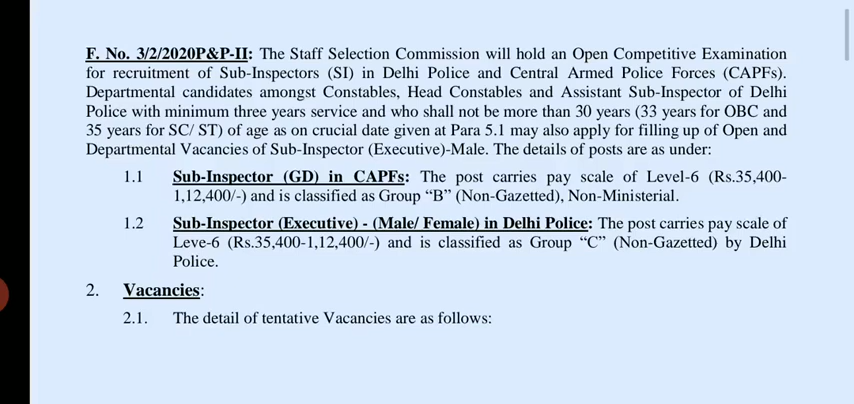 F. No. 3/2/2020P&P-II: The Staff Selection Commission will hold an Open Competitive Examination
for recruitment of Sub-Inspectors (SI) in Delhi Police and Central Armed Police Forces (CAPFs).
Departmental candidates amongst Constables, Head Constables and Assistant Sub-Inspector of Delhi
Police with minimum three years service and who shall not be more than 30 years (33 years for OBC and
35 years for SC/ ST) of age as on crucial date given at Para 5.1 may also apply for filling up of Open and
Departmental Vacancies of Sub-Inspector (Executive)-Male. The details of posts are as under:
1.1 Sub-Inspector (GD) in CAPFs: The post carries pay scale of Level-6 (Rs.35,400-
1,12,400/-) and is classified as Group “B” (Non-Gazetted), Non-Ministerial.
1.2 Sub-Inspector (Executive) - (Male/ Female) in Delhi Police: The post carries pay scale of
Leve-6 (Rs.35,400-1,12,400/-) and is classified as Group “C” (Non-Gazetted) by Delhi
Police.
2. Vacancies:
2.1. The detail of tentative Vacancies are as follows: